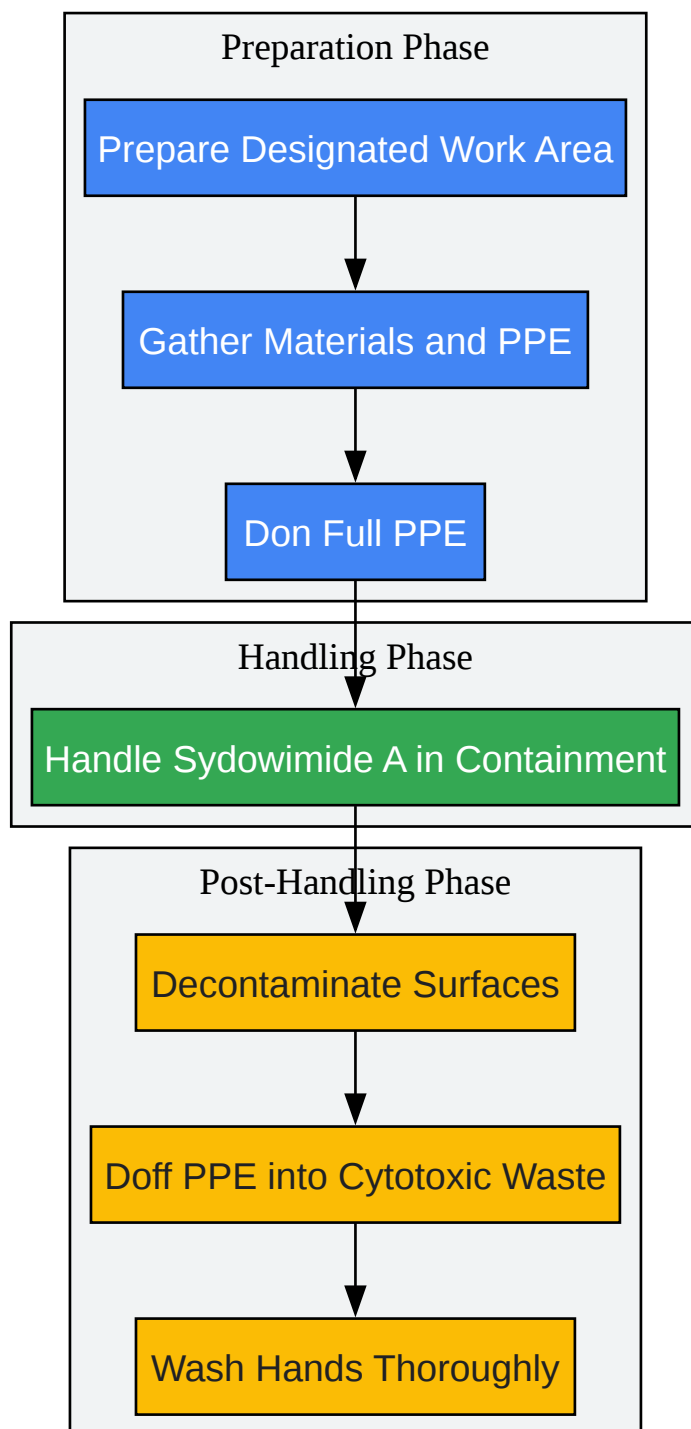 Preparation Phase
Prepare Designated Work Area
Gather Materials and PPE
Don Full PPE
Handling Phase
Handle Sydowimide A in Containment
Post-Handling Phase
Decontaminate Surfaces
Doff PPE into Cytotoxic Waste
Wash Hands Thoroughly